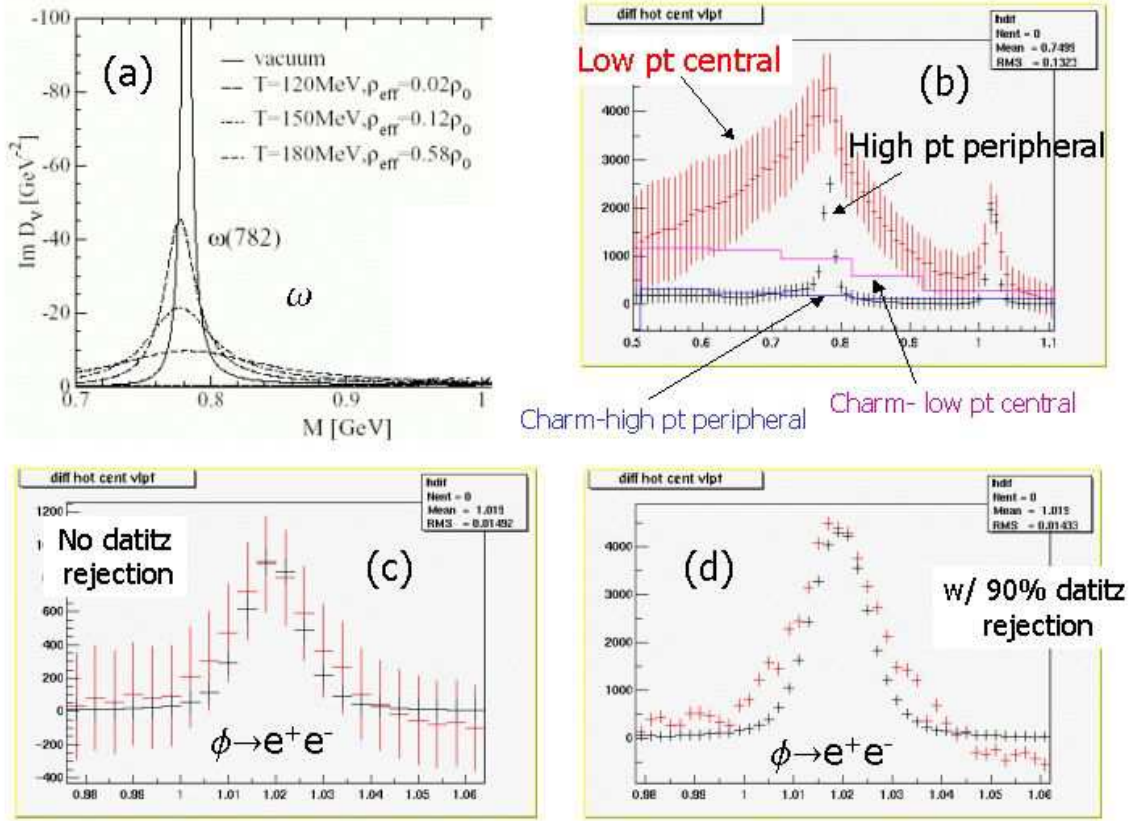 -100
-80
-60
-40
-20
0
Im D_V [GeV^-2]
(a)
vacuum
T=120MeV,ρ_eff=0.02ρ_0
T=150MeV,ρ_eff=0.12ρ_0
T=180MeV,ρ_eff=0.58ρ_0
ω(782)
ω
0.7 0.8 0.9 1
M [GeV]
diff hot cent vlpt
hdif
Nent = 0
Mean = 0.7499
RMS = 0.1323
Low pt central
(b)
High pt peripheral
4000
3000
2000
1000
0
0.5 0.6 0.7 0.8 0.9 1 1.1
Charm-high pt peripheral
Charm- low pt central
diff hot cent vlpt
hdif
Nent = 0
Mean = 1.019
RMS = 0.01492
No datitz
rejection
(c)
1200
600
400
200
0
-200
-400
ϕ→e+e-
0.98 0.99 1 1.01 1.02 1.03 1.04 1.05 1.06
diff hot cent vlpt
hdif
Nent = 0
Mean = 1.019
RMS = 0.01433
(d)
w/ 90% datitz
rejection
4000
3000
2000
1000
0
ϕ→e+e-
0.98 0.99 1 1.01 1.02 1.03 1.04 1.05 1.06